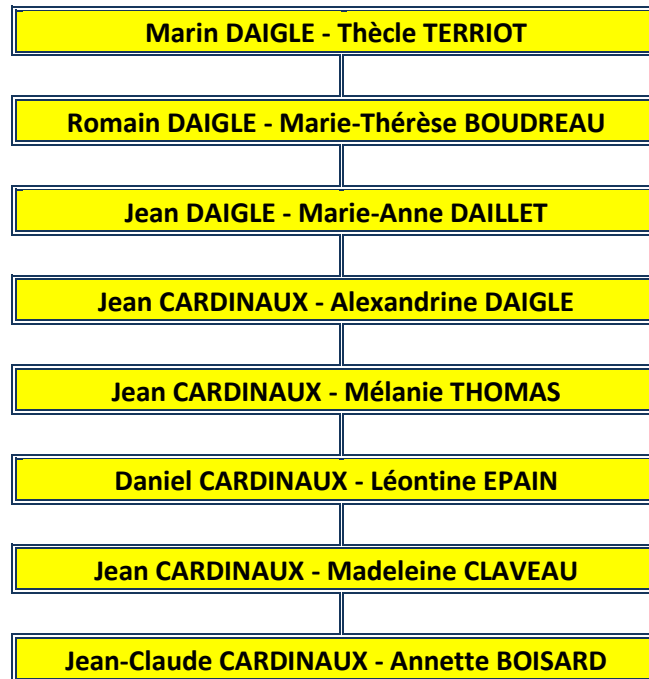 Marin DAIGLE - Thècle TERRIOT
Romain DAIGLE - Marie-Thérèse BOUDREAU
Jean DAIGLE - Marie-Anne DAILLET
Jean CARDINAUX - Alexandrine DAIGLE
Jean CARDINAUX - Mélanie THOMAS
Daniel CARDINAUX - Léontine EPAIN
Jean CARDINAUX - Madeleine CLAVEAU
Jean-Claude CARDINAUX - Annette BOISARD